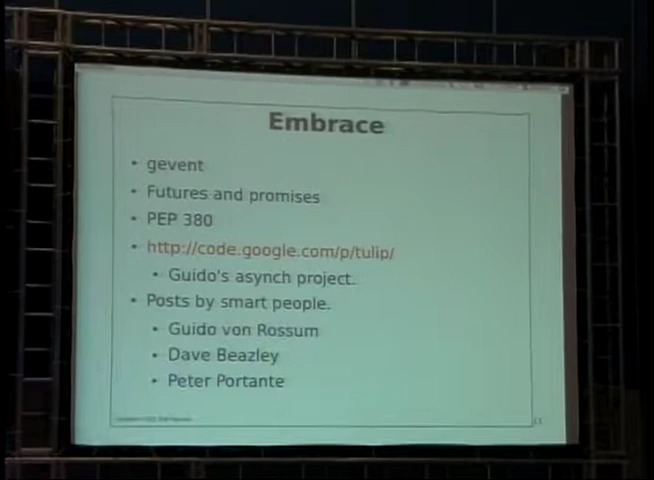 Embrace
• gevent
• Futures and promises
• PEP 380
• http://code.google.com/p/tulip/
• Guido's asynch project.
• Posts by smart people.
• Guido von Rossum
• Dave Beazley
• Peter Portante